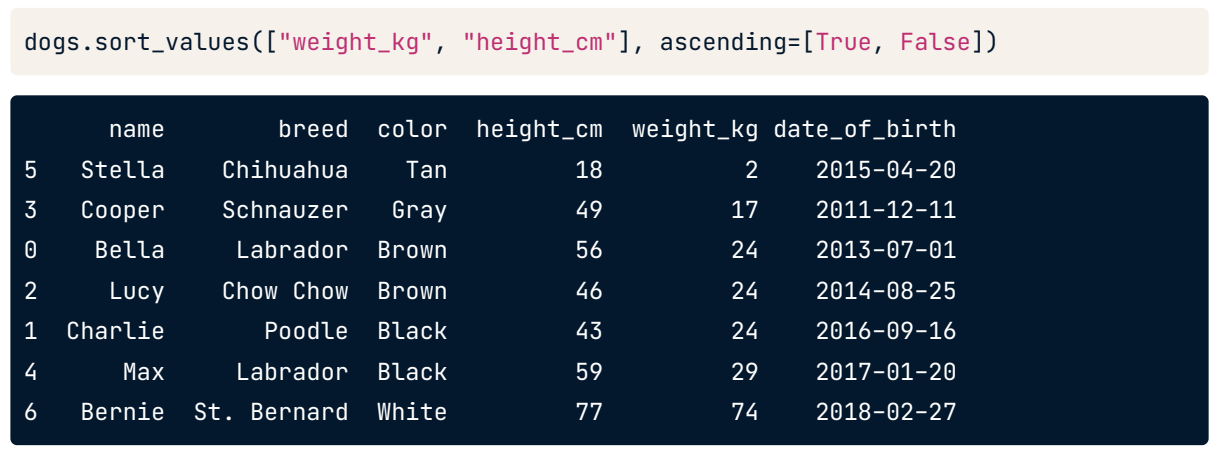 dogs.sort_values(["weight_kg", "height_cm"], ascending=[True, False])
name breed color height_cm weight_kg date_of_birth
5 Stella Chihuahua Tan 18 2 2015-04-20
3 Cooper Schnauzer Gray 49 17 2011-12-11
0 Bella Labrador Brown 56 24 2013-07-01
2 Lucy Chow Chow Brown 46 24 2014-08-25
1 Charlie Poodle Black 43 24 2016-09-16
4 Max Labrador Black 59 29 2017-01-20
6 Bernie St. Bernard White 77 74 2018-02-27